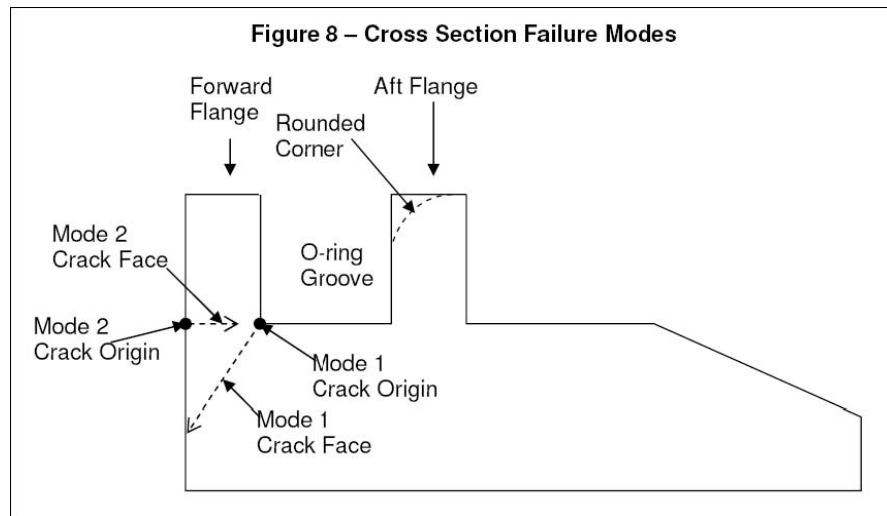 Figure 8 – Cross Section Failure Modes
Forward
Flange
Aft Flange
Rounded
Corner
Mode 2
Crack Face
O-ring
Groove
Mode 2
Crack Origin
Mode 1
Crack Origin
Mode 1
Crack Face